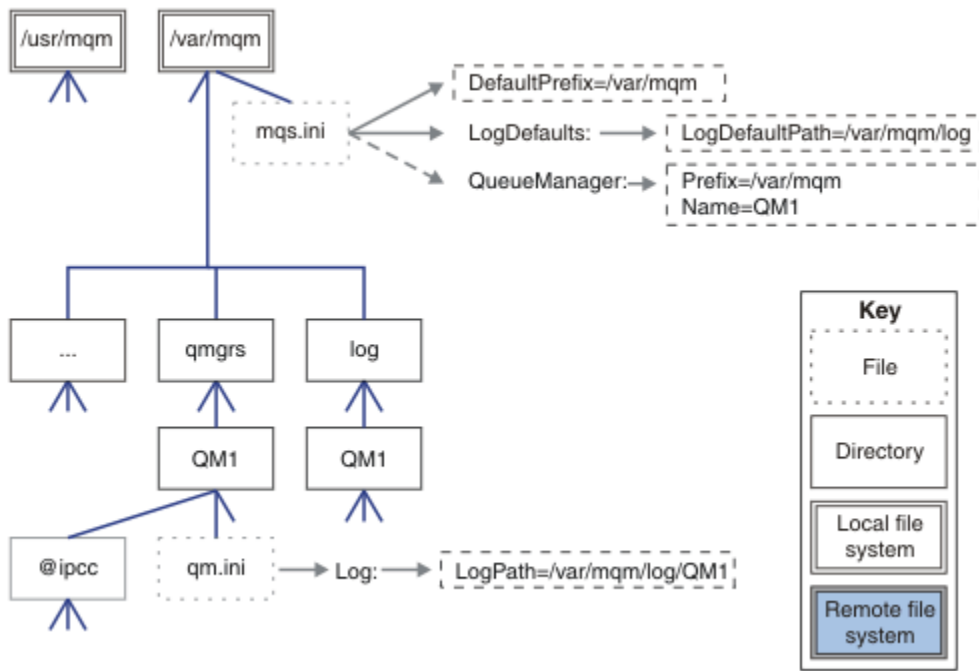 /usr/mqm
/var/mqm
mqs.ini
DefaultPrefix=/var/mqm
LogDefaults:
LogDefaultPath=/var/mqm/log
QueueManager:
Prefix=/var/mqm
Name=QM1
...
qmgrs
log
QM1
QM1
@ipcc
qm.ini
Log:
LogPath=/var/mqm/log/QM1
Key
File
Directory
Local file
system
Remote file
system